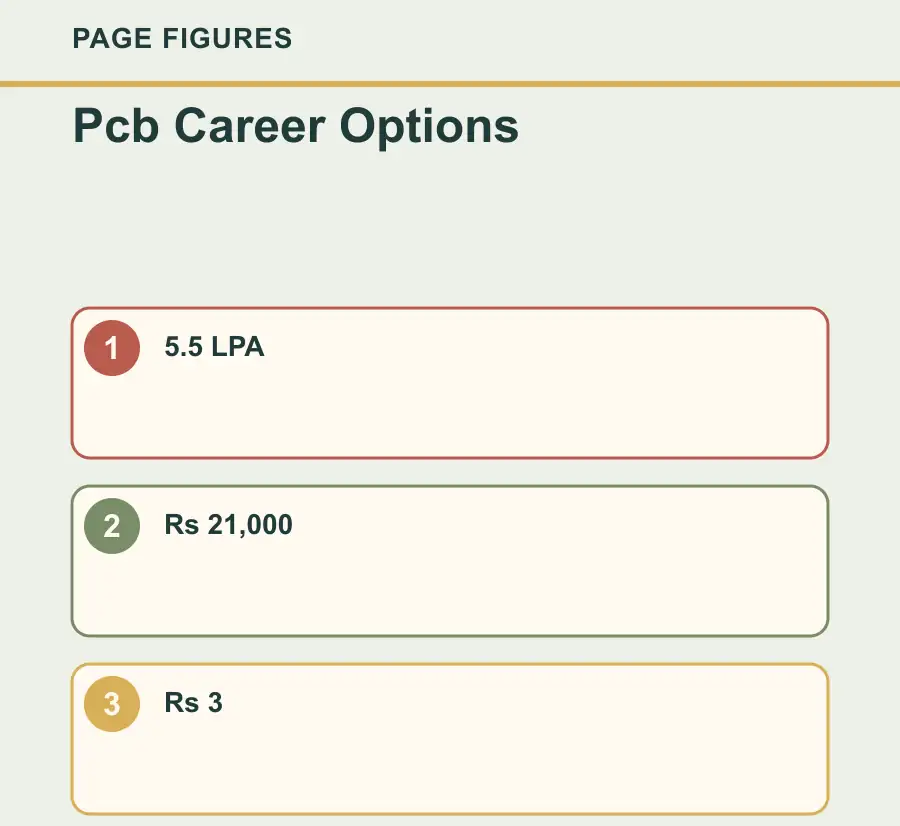 PAGE FIGURES
Pcb Career Options
1 5.5 LPA
2 Rs 21,000
3 Rs 3